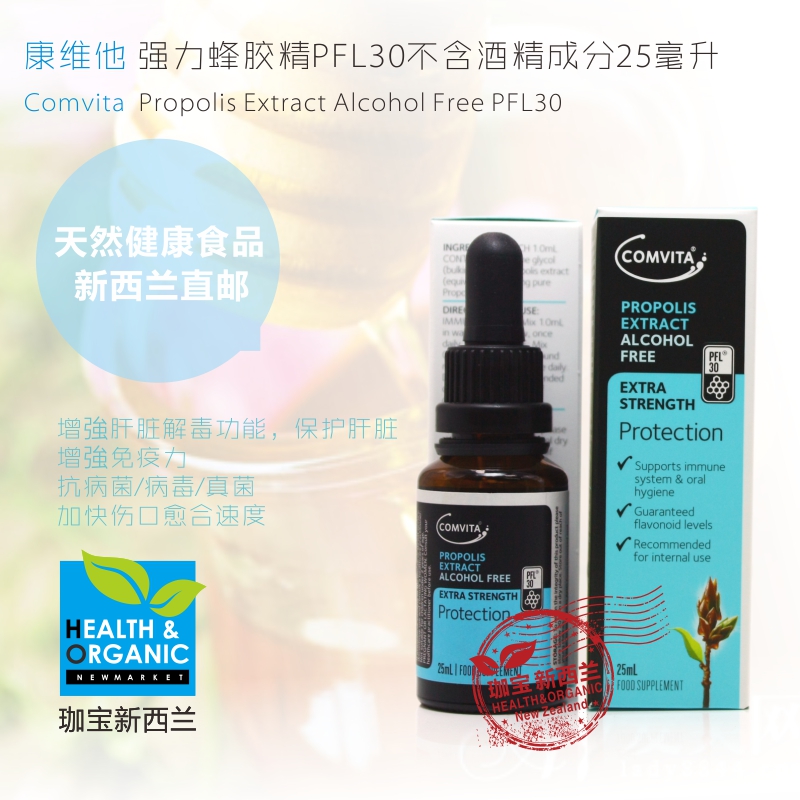 康维他 强力蜂胶精PFL30不含酒精成分25毫升
Comvita Propolis Extract Alcohol Free PFL30
天然健康食品
新西兰直邮
增強肝脏解毒功能，保护肝脏
增強免疫力
抗病菌/病毒/真菌
加快伤口愈合速度
HEALTH &
ORGANIC
NEWMARKET
珈宝新西兰
COMVITA®
PROPOLIS
EXTRACT
ALCOHOL FREE
PFL®
30
EXTRA STRENGTH
Protection
25mL | FOOD SUPPLEMENT
COMVITA®
PROPOLIS
EXTRACT
ALCOHOL
FREE
PFL®
30
EXTRA
STRENGTH
Protection
Supports immune
system & oral
hygiene
Guaranteed
flavonoid levels
Recommended
for internal use
25mL
FOOD SUPPLEMENT
珈宝新西兰
HEALTH&ORGANIC
New Zealand